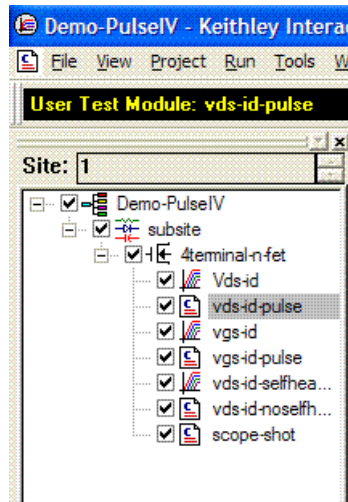 Demo-PulseIV - Keithley Intera
File View Project Run Tools W
User Test Module: vds-id-pulse
Site: 1
Demo-PulseIV
subsite
4terminal-n-fet
Vds-id
vds-id-pulse
vgs-id
vgs-id-pulse
vds-id-selfhea...
vds-id-noselfh...
scope-shot